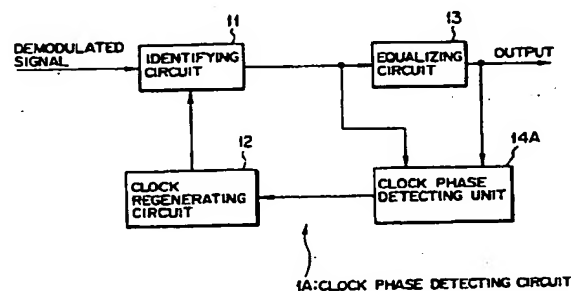 11
13
DEMODULATED
SIGNAL
IDENTIFYING
CIRCUIT
EQUALIZING
CIRCUIT
OUTPUT
12
14A
CLOCK
REGENERATING
CIRCUIT
CLOCK PHASE
DETECTING UNIT
1A:CLOCK PHASE DETECTING CIRCUIT